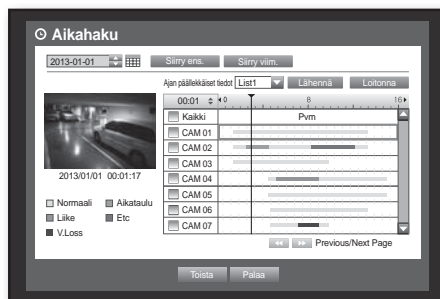 Aikahaku
2013-01-01 Siirry ens. Siirry viim.
Ajan päällekkäiset tiedot List1 Lähennä Loitonna
00:01 0 8 16
Kaikki Pvm
CAM 01
CAM 02
CAM 03
CAM 04
CAM 05
CAM 06
CAM 07
2013/01/01 00:01:17
Normaali Aikataulu
Liike Etc
V.Loss
Previous/Next Page
Toista Palaa